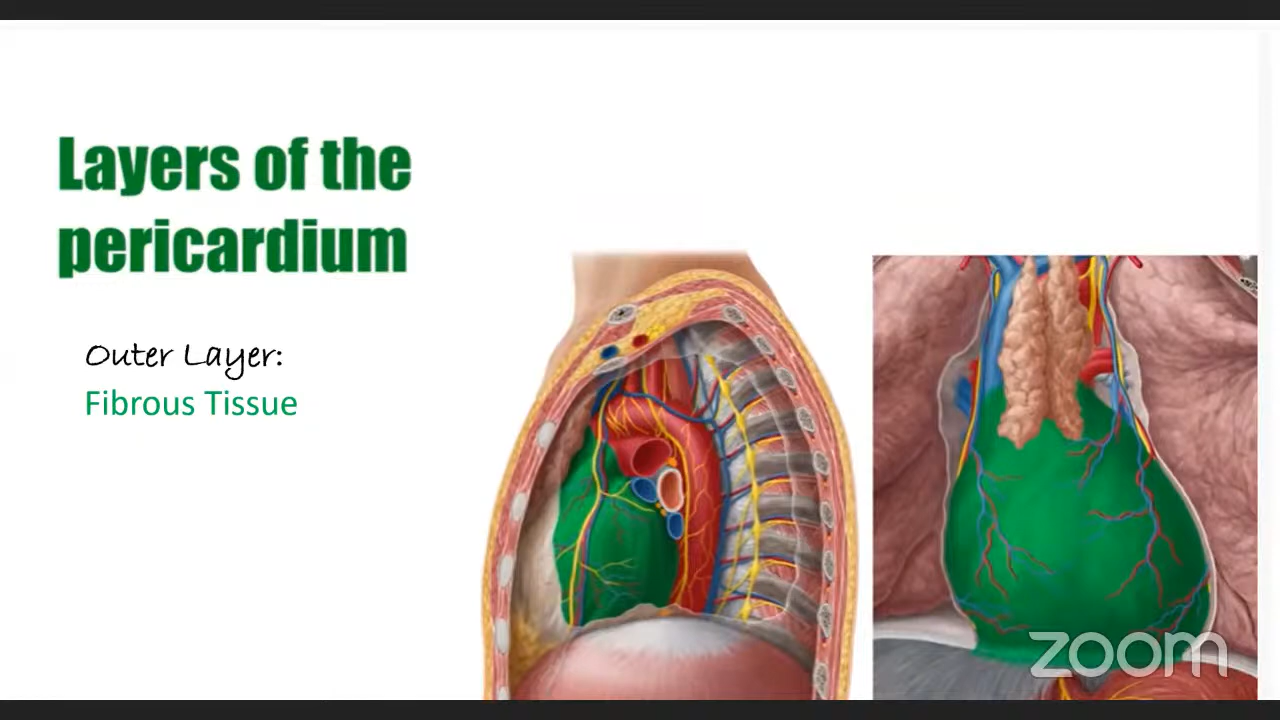 Layers of the
pericardium
Outer Layer:
Fibrous Tissue
zoom